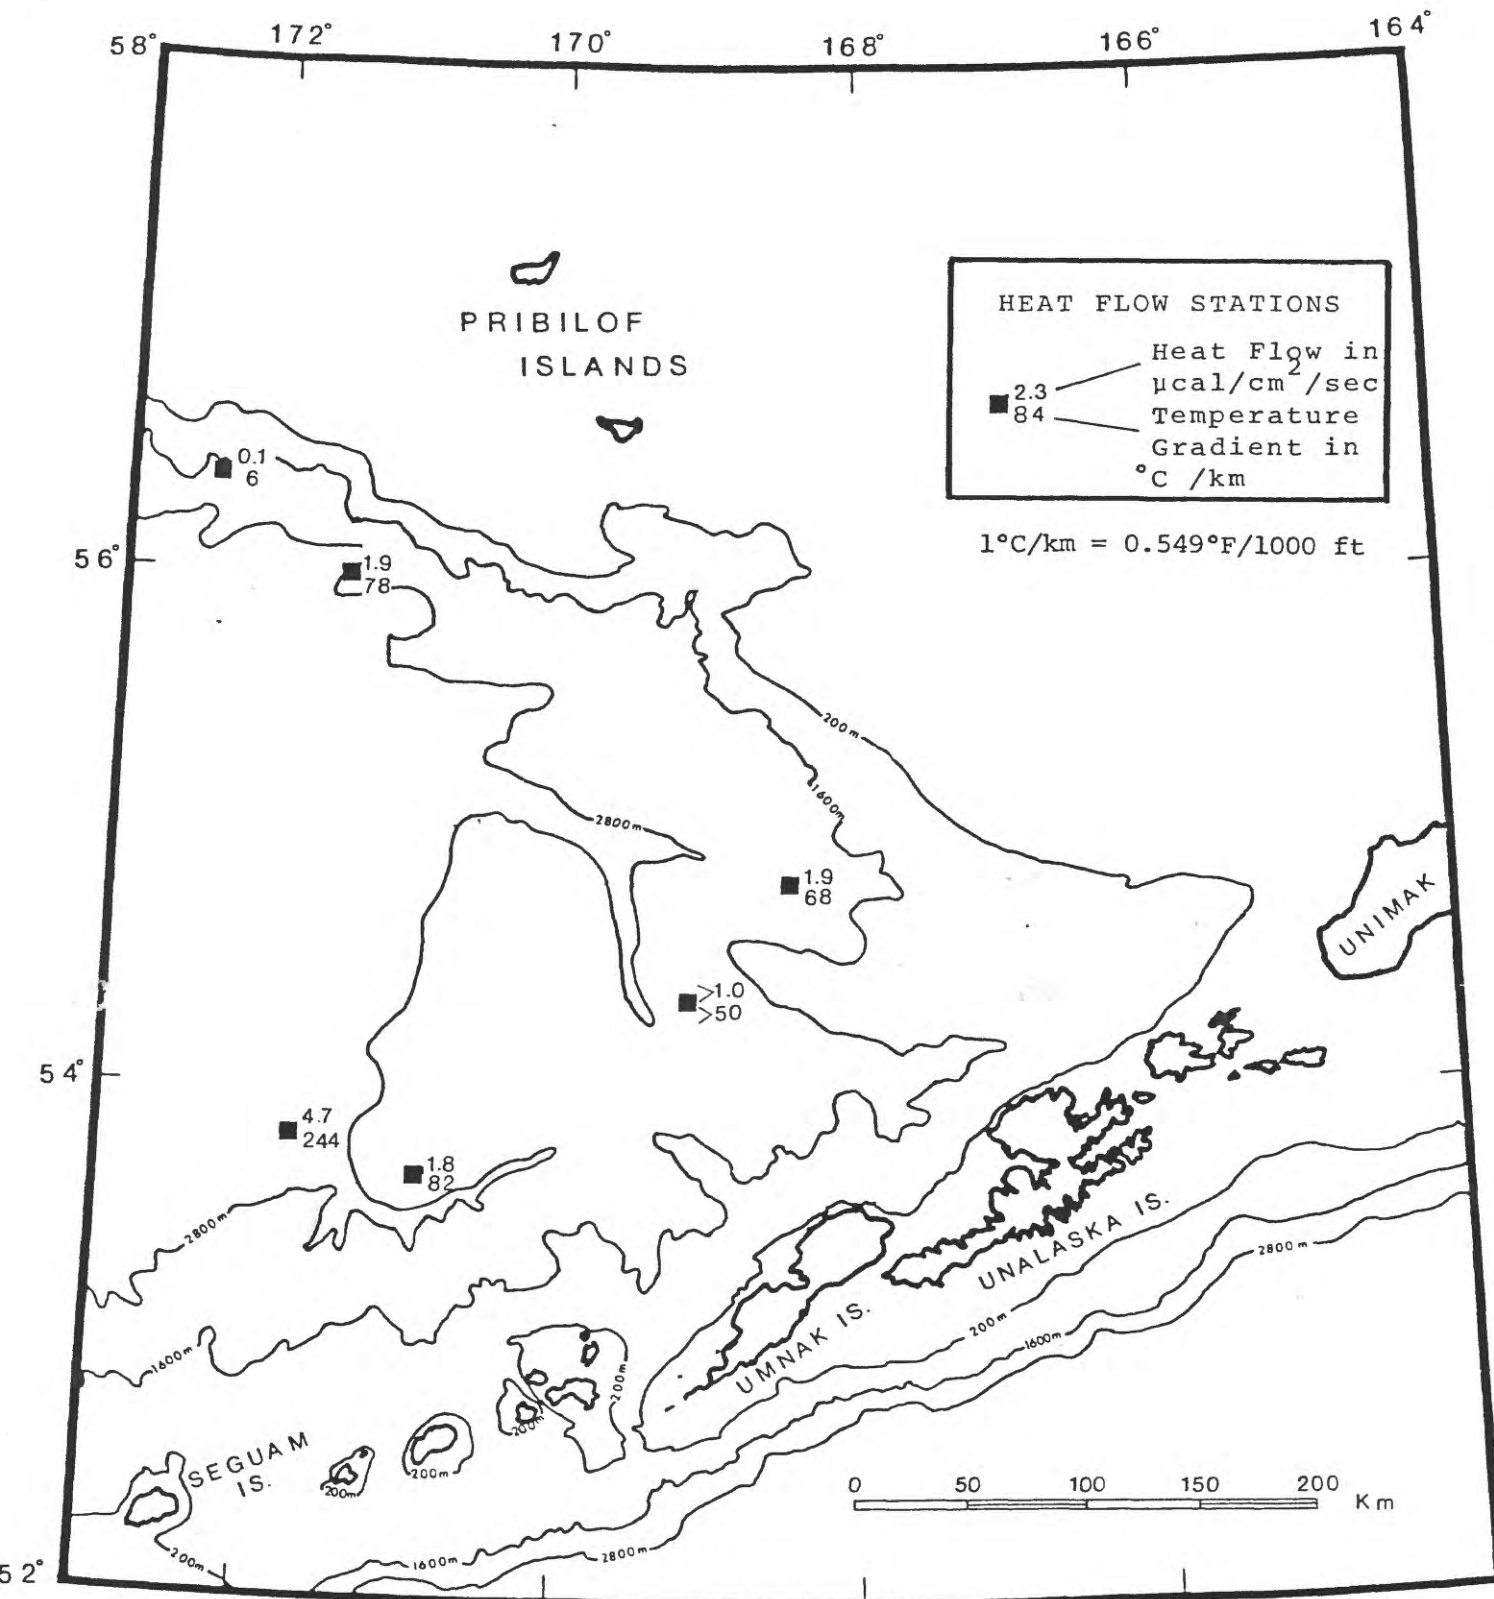 58° 172° 170° 168° 166° 164°
PRIBILOF
ISLANDS
HEAT FLOW STATIONS
Heat Flow in
µcal/cm²/sec
2.3
84
Temperature
Gradient in
°C /km
0.1
6
1°C/km = 0.549°F/1000 ft
56°
1.9
78
200m
1600m
2800m
1.9
68
UNIMAK
>1.0
>50
54°
4.7
244
1.8
82
2800m
UNALASKA IS.
2800m
UMNAK IS.
200m
1600m
1600m
200m
200m
SEGUAM
IS.
200m
200m
0 50 100 150 200 Km
200m
1600m
2800m
52°